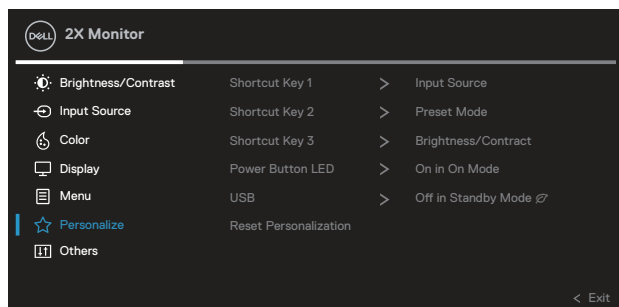 DELL 2X Monitor
Brightness/Contrast Shortcut Key 1 > Input Source
Input Source Shortcut Key 2 > Preset Mode
Color Shortcut Key 3 > Brightness/Contract
Display Power Button LED > On in On Mode
Menu USB > Off in Standby Mode
Personalize Reset Personalization
Others
< Exit